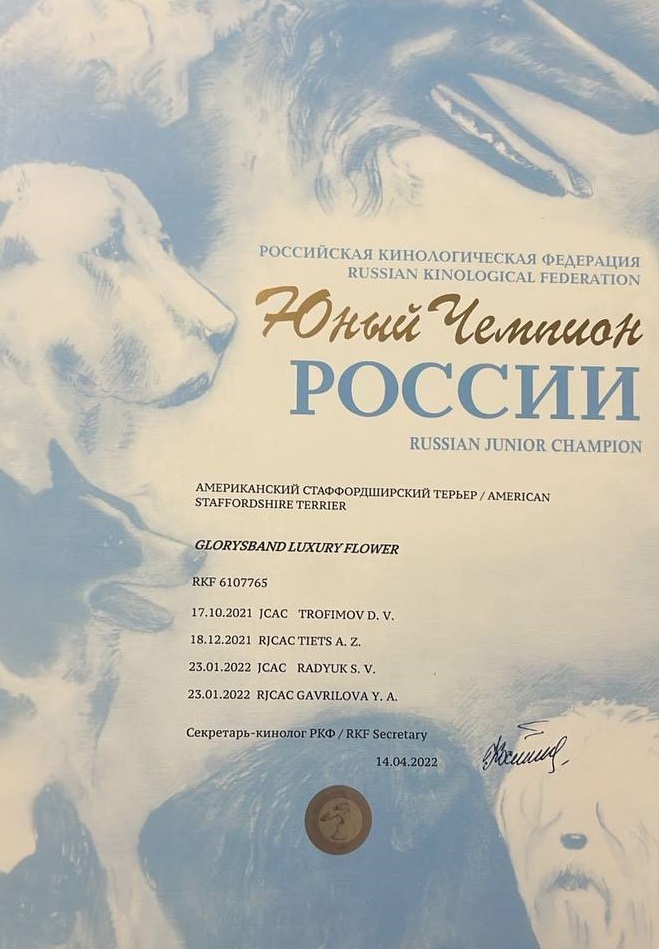 РОССИЙСКАЯ КИНОЛОГИЧЕСКАЯ ФЕДЕРАЦИЯ
RUSSIAN KINOLOGICAL FEDERATION
Юный Чемпион
РОССИИ
RUSSIAN JUNIOR CHAMPION
АМЕРИКАНСКИЙ СТАФФОРДШИРСКИЙ ТЕРЬЕР / AMERICAN
STAFFORDSHIRE TERRIER
GLORYSBAND LUXURY FLOWER
RKF 6107765
17.10.2021 JCAC TROFIMOV D. V.
18.12.2021 RJCAC TIETS A. Z.
23.01.2022 JCAC RADYUK S. V.
23.01.2022 RJCAC GAVRILOVA Y. A.
Секретарь-кинолог РКФ / RKF Secretary
14.04.2022